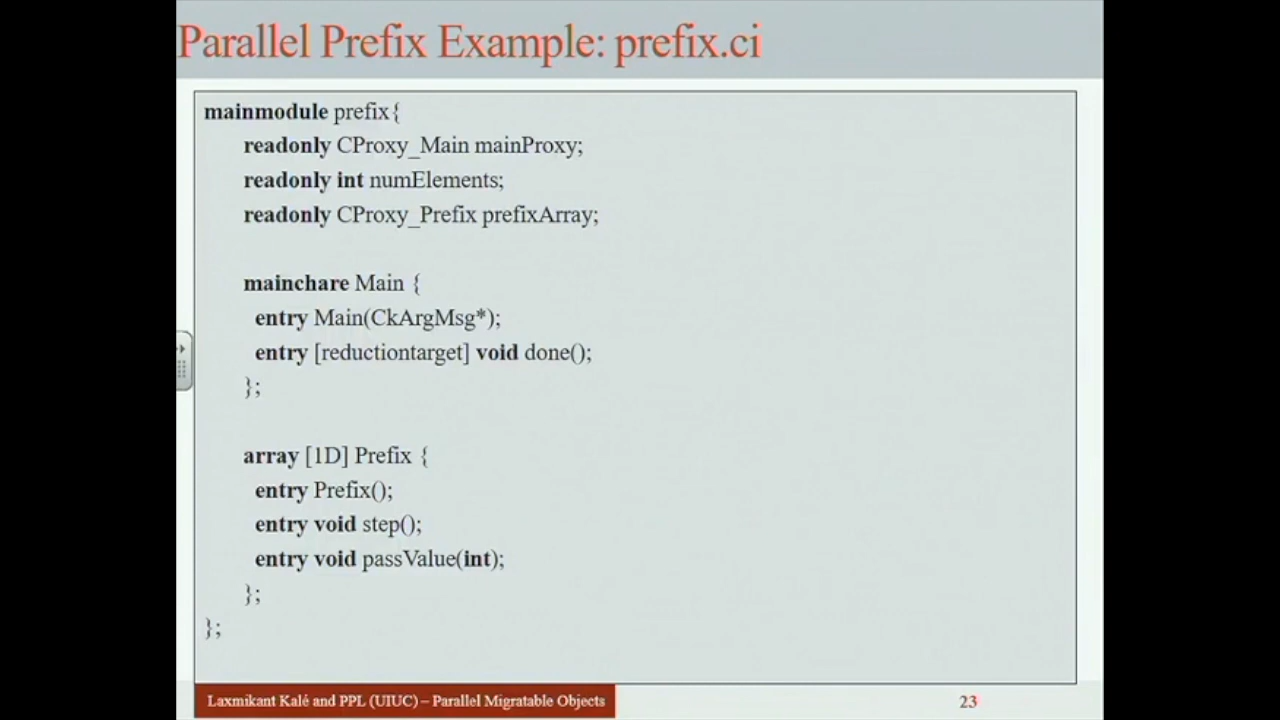 Parallel Prefix Example: prefix.ci
mainmodule prefix{
readonly CProxy_Main mainProxy;
readonly int numElements;
readonly CProxy_Prefix prefixArray;
mainchare Main {
entry Main(CkArgMsg*);
entry [reductiontarget] void done();
};
array [1D] Prefix {
entry Prefix();
entry void step();
entry void passValue(int);
};
};
Laxmikant Kalé and PPL (UIUC) – Parallel Migratable Objects
23